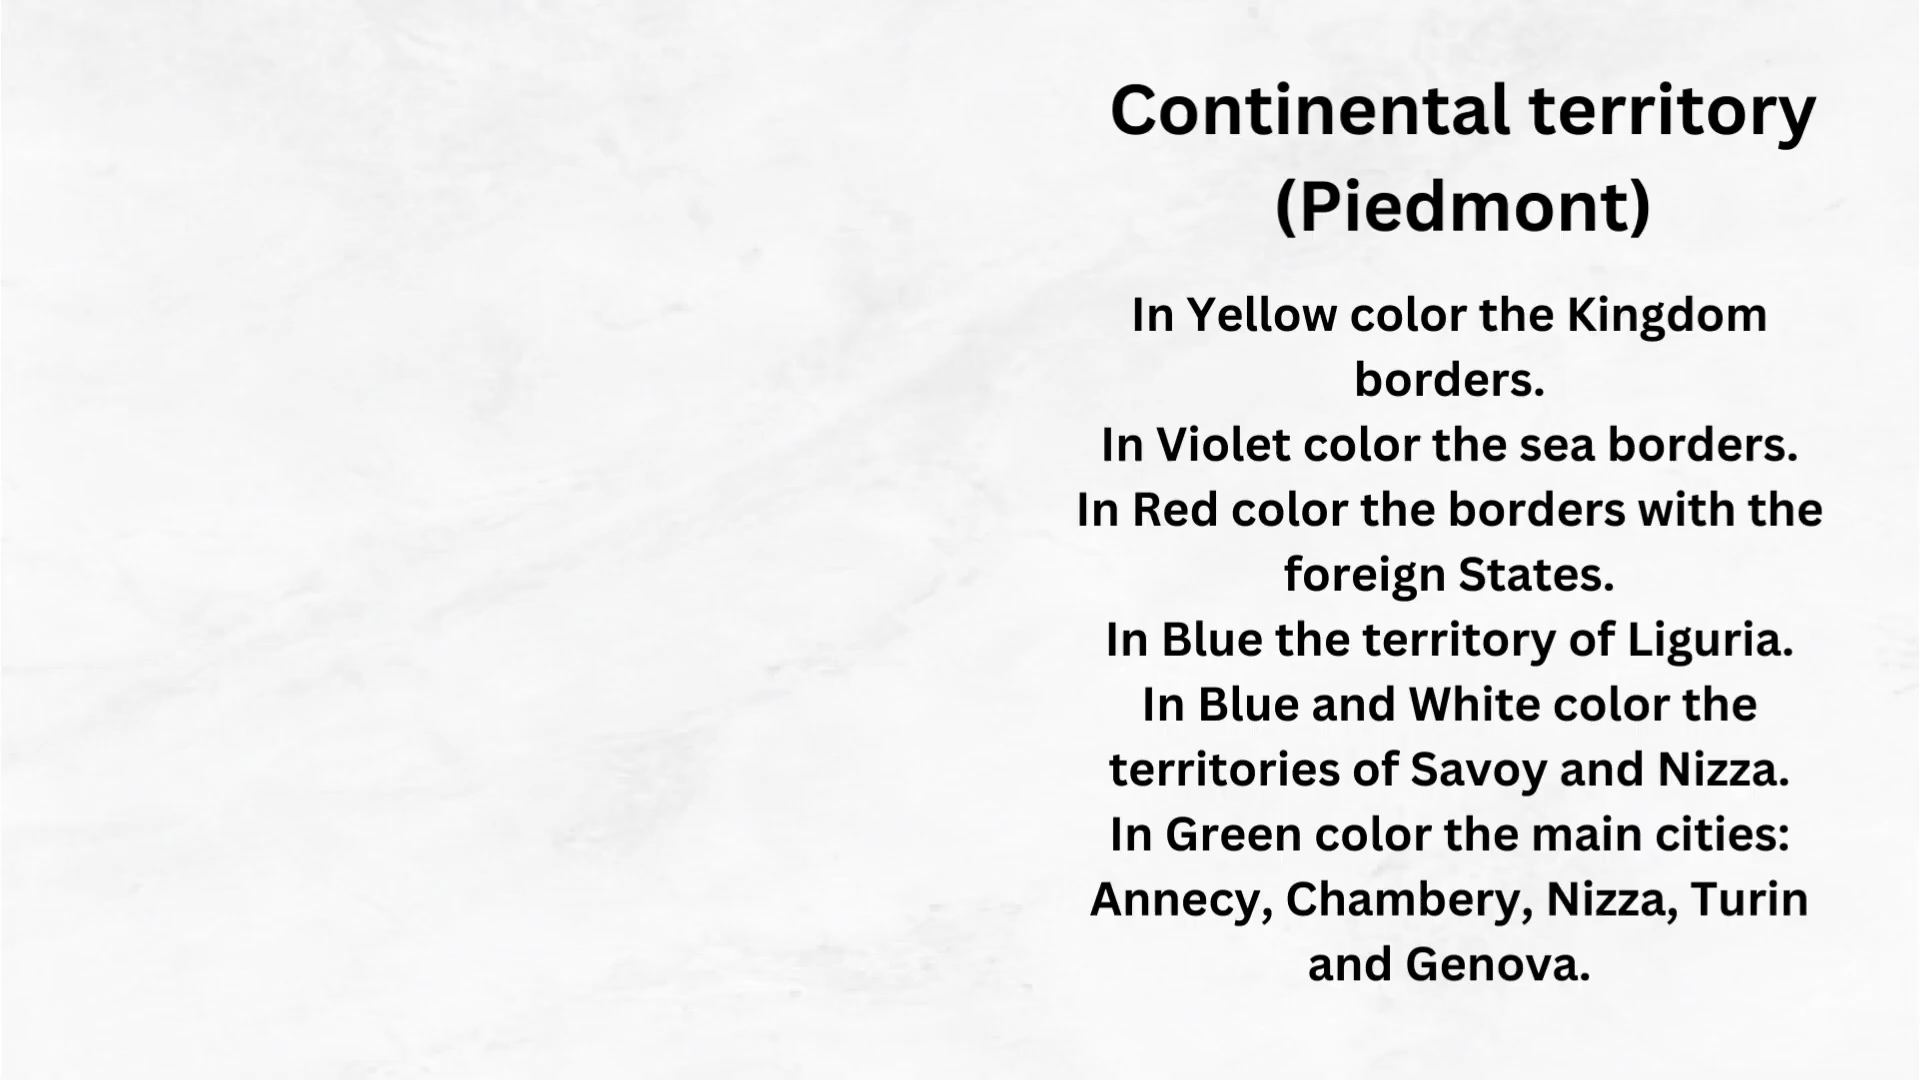 Continental territory
(Piedmont)
In Yellow color the Kingdom
borders.
In Violet color the sea borders.
In Red color the borders with the
foreign States.
In Blue the territory of Liguria.
In Blue and White color the
territories of Savoy and Nizza.
In Green color the main cities:
Annecy, Chambery, Nizza, Turin
and Genova.